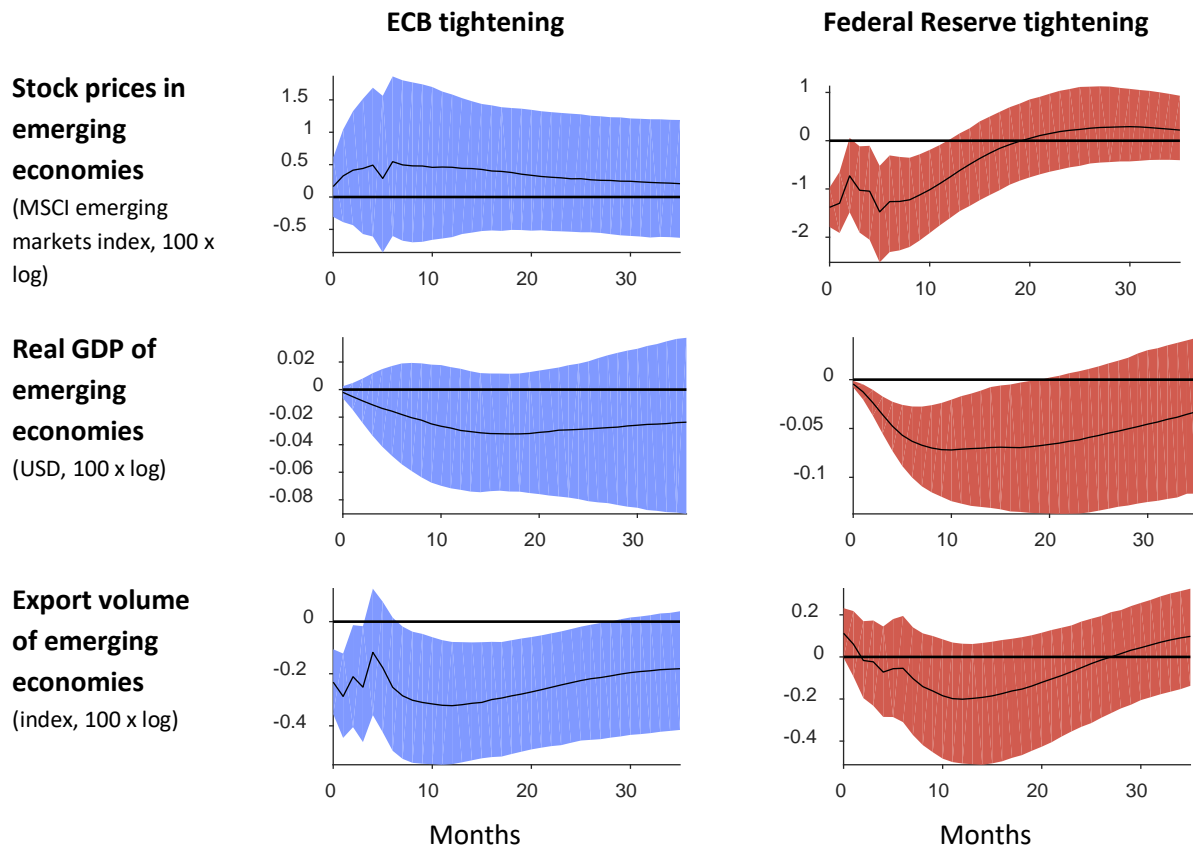 ECB tightening
Federal Reserve tightening
Stock prices in
emerging
economies
(MSCI emerging
markets index, 100 x
log)
1.5
1
0.5
0
-0.5
0 10 20 30
1
0
-1
-2
0 10 20 30
Real GDP of
emerging
economies
(USD, 100 x log)
0.02
0
-0.02
-0.04
-0.06
-0.08
0 10 20 30
0
-0.05
-0.1
0 10 20 30
Export volume
of emerging
economies
(index, 100 x log)
0
-0.2
-0.4
0 10 20 30
Months
0.2
0
-0.2
-0.4
0 10 20 30
Months